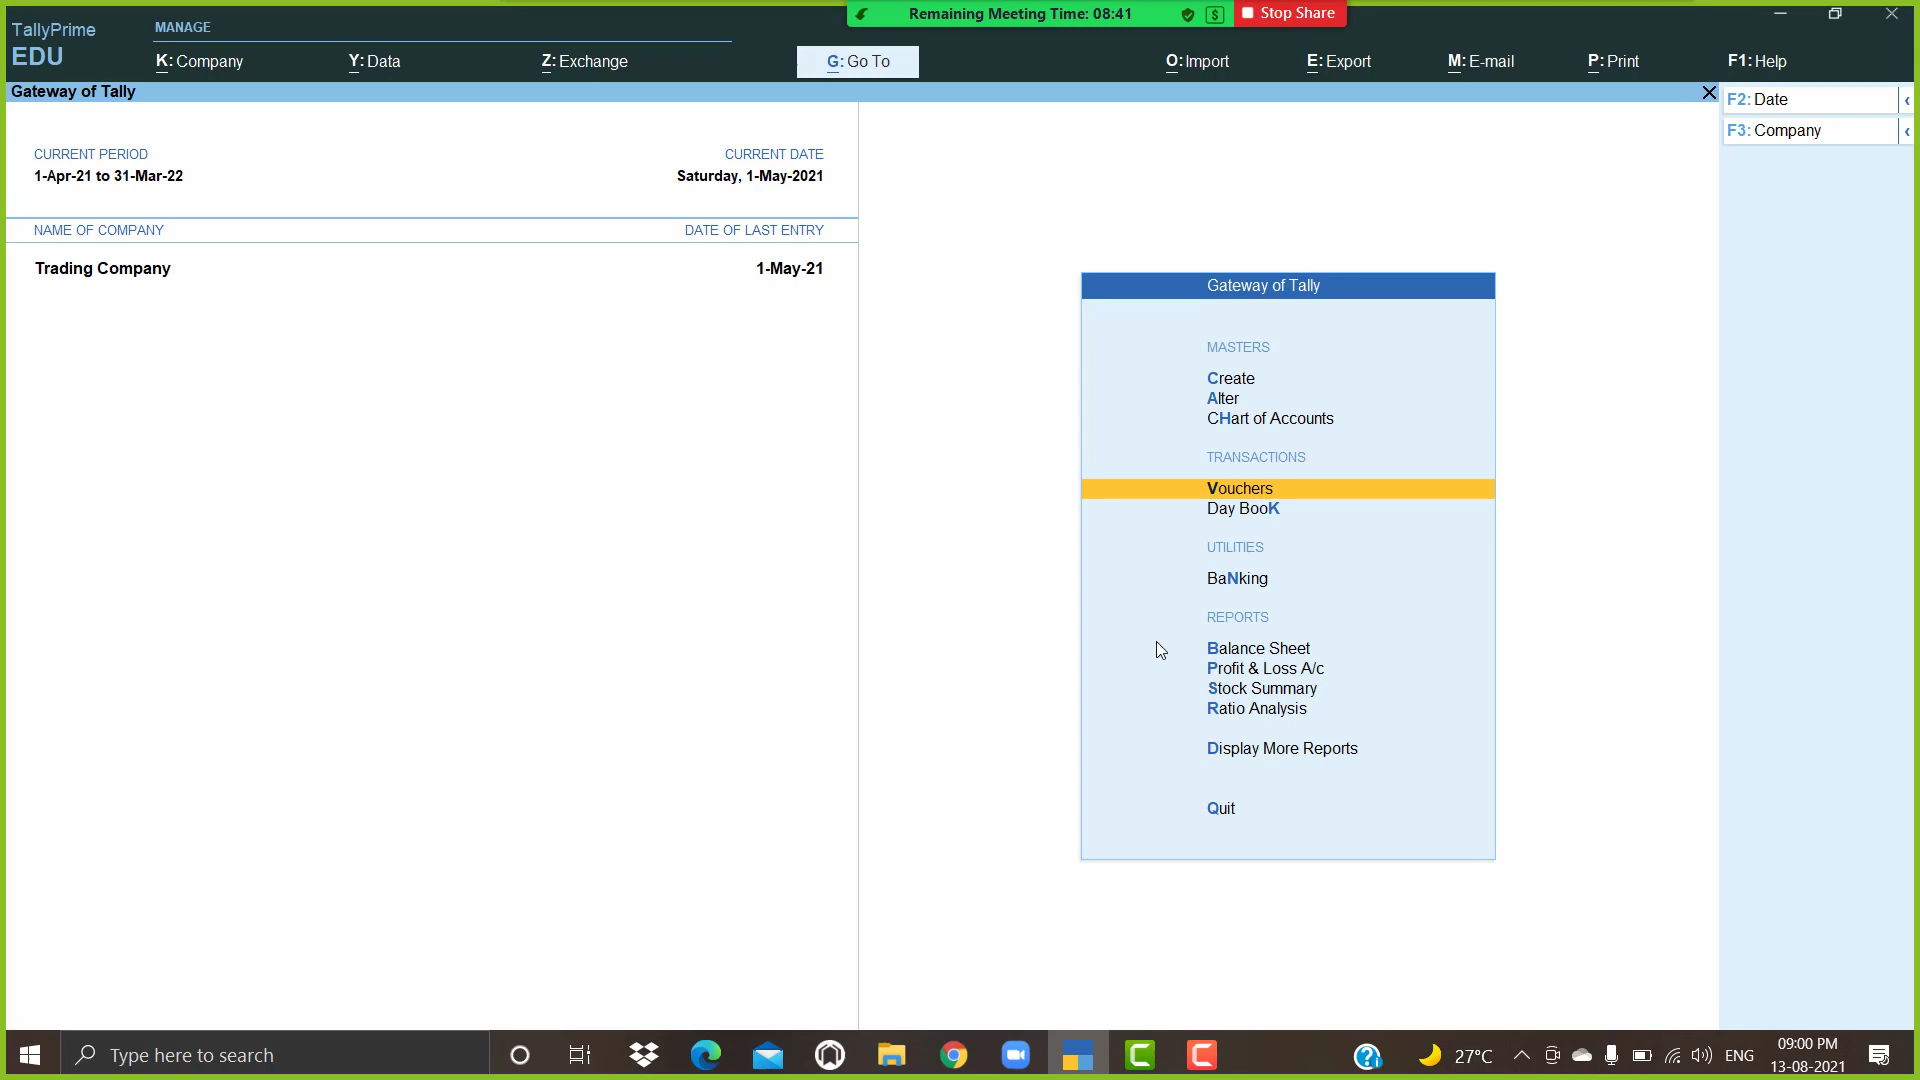 Remaining Meeting Time: 08:41
Stop Share
TallyPrime
EDU
MANAGE
K: Company
Y: Data
Z: Exchange
G: Go To
O: Import
E: Export
M: E-mail
P: Print
F1: Help
Gateway of Tally
F2: Date
F3: Company
CURRENT PERIOD
CURRENT DATE
1-Apr-21 to 31-Mar-22
Saturday, 1-May-2021
NAME OF COMPANY
DATE OF LAST ENTRY
Trading Company
1-May-21
Gateway of Tally
MASTERS
Create
Alter
CHart of Accounts
TRANSACTIONS
Vouchers
Day BooK
UTILITIES
BaNking
REPORTS
Balance Sheet
Profit & Loss A/c
Stock Summary
Ratio Analysis
Display More Reports
Quit
Type here to search
27°C
ENG
09:00 PM
13-08-2021